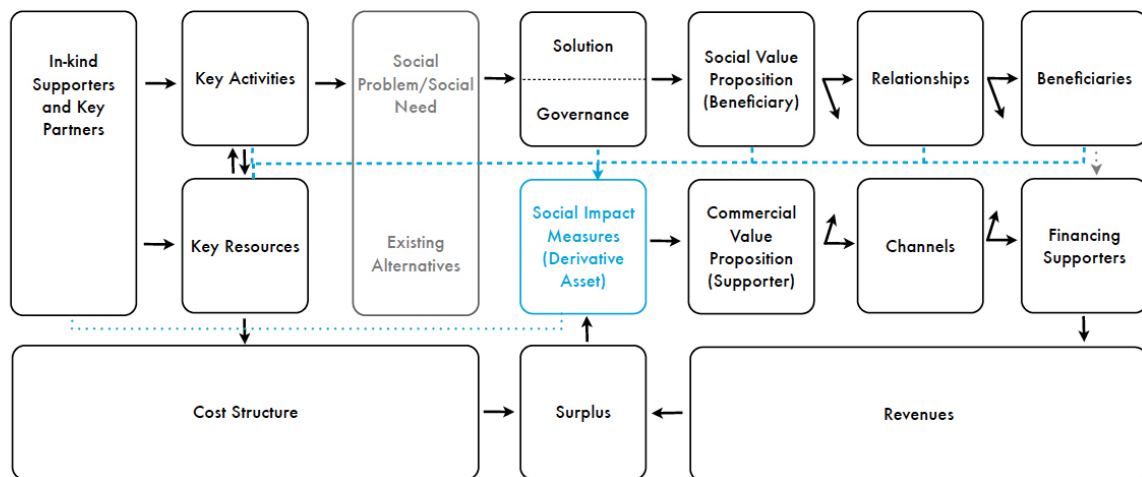 In-kind
Supporters
and Key
Partners
Key Activities
Social
Problem/Social
Need
Solution
Governance
Social Value
Proposition
(Beneficiary)
Relationships
Beneficiaries
Key Resources
Existing
Alternatives
Social Impact
Measures
(Derivative
Asset)
Commercial
Value
Proposition
(Supporter)
Channels
Financing
Supporters
Cost Structure
Surplus
Revenues